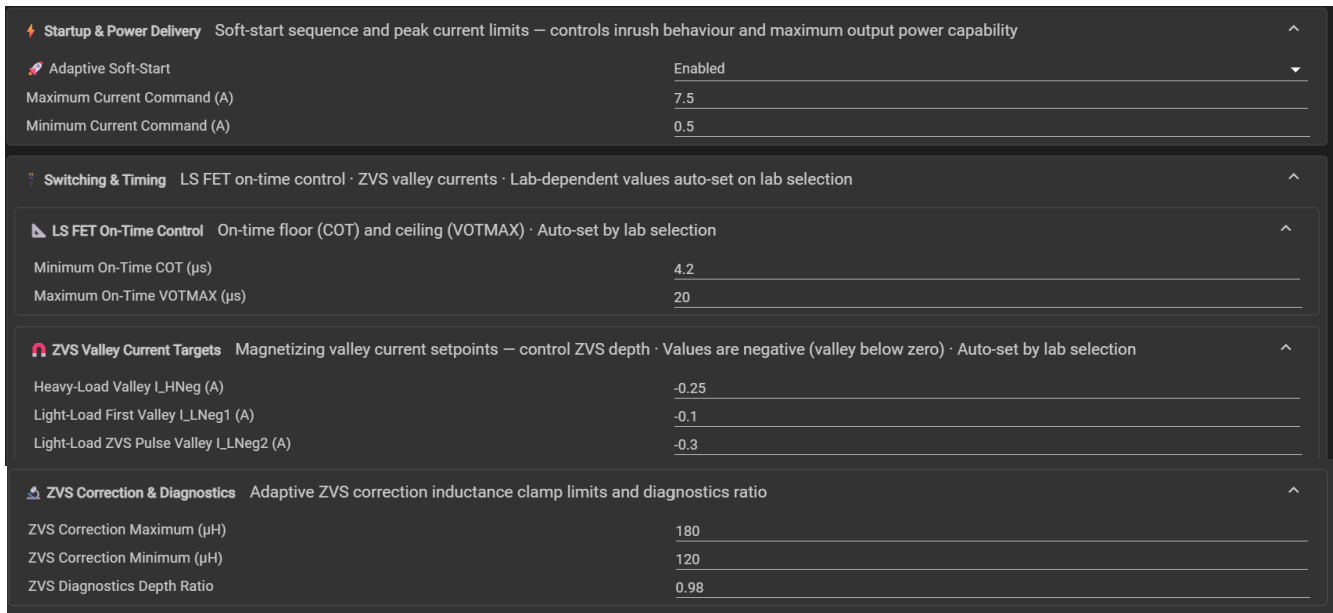 Startup & Power Delivery Soft-start sequence and peak current limits — controls inrush behaviour and maximum output power capability
Adaptive Soft-Start Enabled
Maximum Current Command (A) 7.5
Minimum Current Command (A) 0.5
Switching & Timing LS FET on-time control · ZVS valley currents · Lab-dependent values auto-set on lab selection
LS FET On-Time Control On-time floor (COT) and ceiling (VOTMAX) · Auto-set by lab selection
Minimum On-Time COT (µs) 4.2
Maximum On-Time VOTMAX (µs) 20
ZVS Valley Current Targets Magnetizing valley current setpoints — control ZVS depth · Values are negative (valley below zero) · Auto-set by lab selection
Heavy-Load Valley I_HNeg (A) -0.25
Light-Load First Valley I_LNeg1 (A) -0.1
Light-Load ZVS Pulse Valley I_LNeg2 (A) -0.3
ZVS Correction & Diagnostics Adaptive ZVS correction inductance clamp limits and diagnostics ratio
ZVS Correction Maximum (µH) 180
ZVS Correction Minimum (µH) 120
ZVS Diagnostics Depth Ratio 0.98